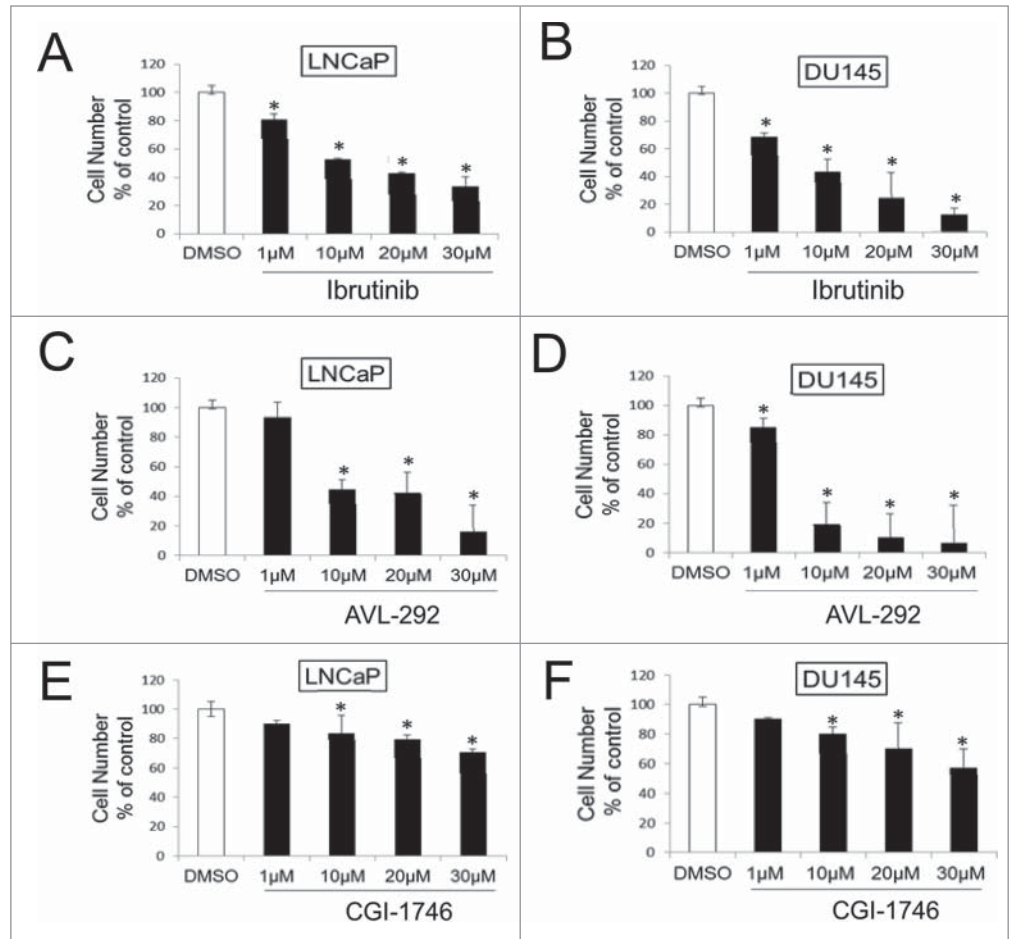 A
LNCaP
Cell Number
% of control
120
100
80
60
40
20
0
* * * *
DMSO 1µM 10µM 20µM 30µM
Ibrutinib
B
DU145
Cell Number
% of control
120
100
80
60
40
20
0
* * * *
DMSO 1µM 10µM 20µM 30µM
Ibrutinib
C
LNCaP
Cell Number
% of control
120
100
80
60
40
20
0
* * *
DMSO 1µM 10µM 20µM 30µM
AVL-292
D
DU145
Cell Number
% of control
120
100
80
60
40
20
0
* * * *
DMSO 1µM 10µM 20µM 30µM
AVL-292
E
LNCaP
Cell Number
% of control
120
100
80
60
40
20
0
* * *
DMSO 1µM 10µM 20µM 30µM
CGI-1746
F
DU145
Cell Number
% of control
120
100
80
60
40
20
0
* * *
DMSO 1µM 10µM 20µM 30µM
CGI-1746